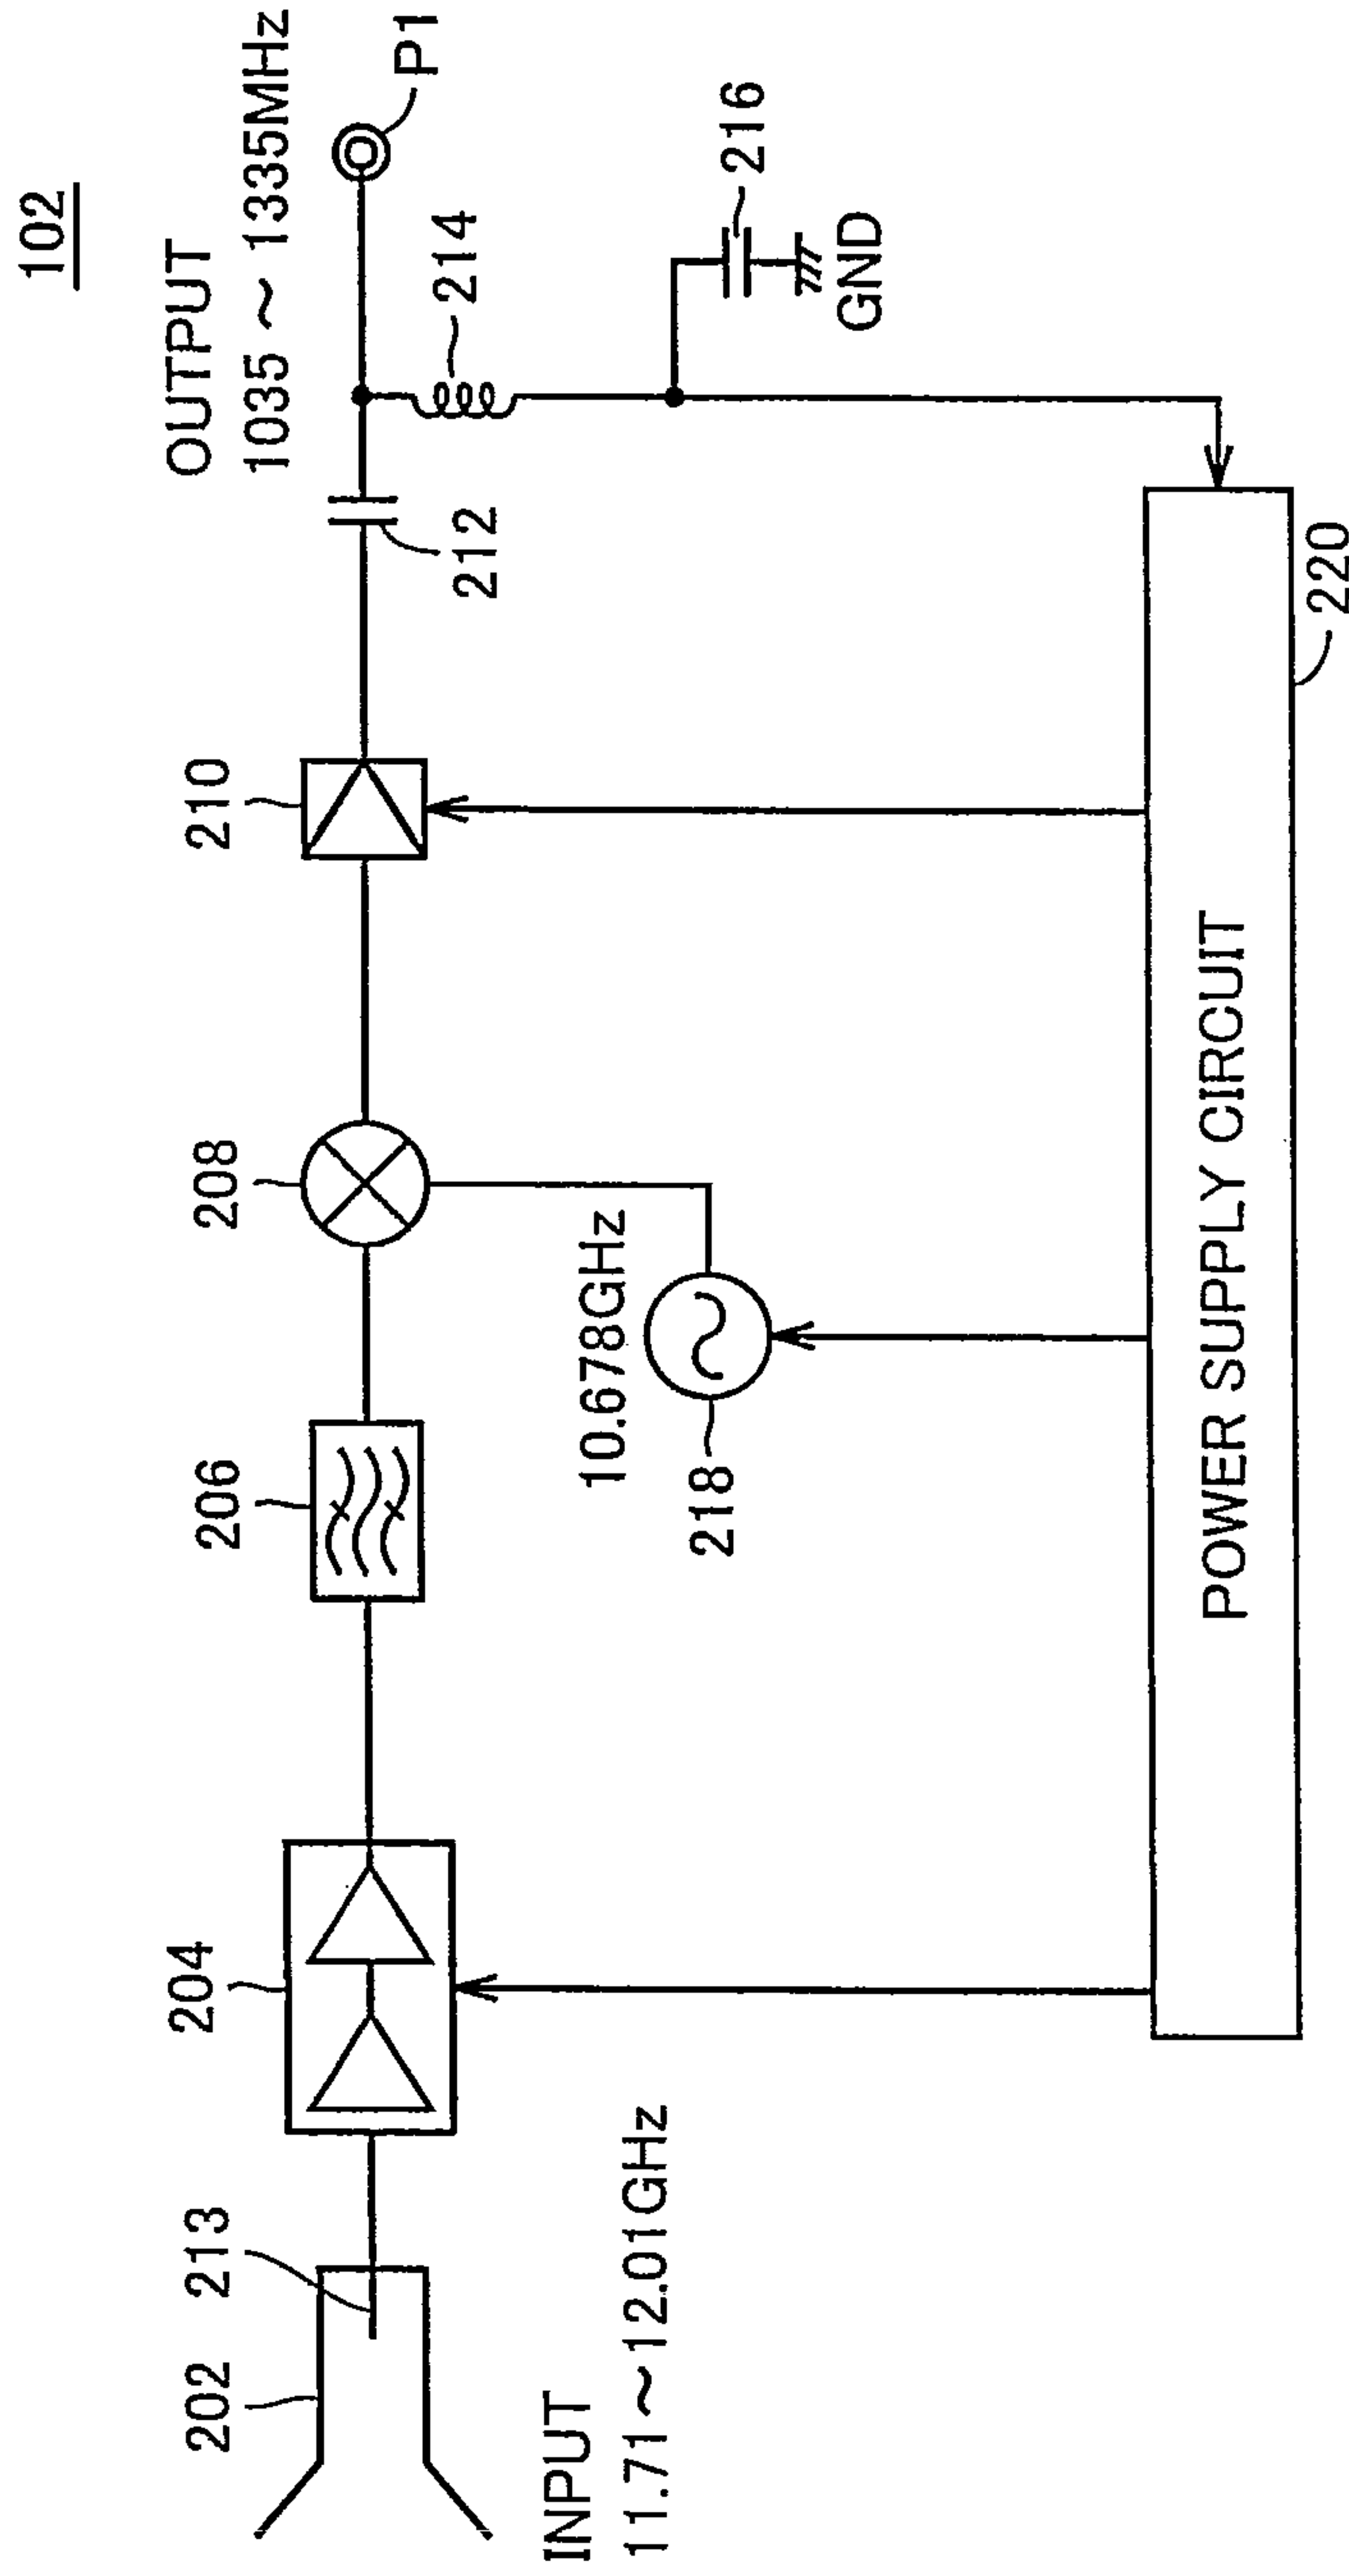 102
OUTPUT
1035 ~ 1335MHz
P1
202
213
204
206
208
210
212
214
216
GND
INPUT
11.71~12.01GHz
10.678GHz
218
POWER SUPPLY CIRCUIT
220